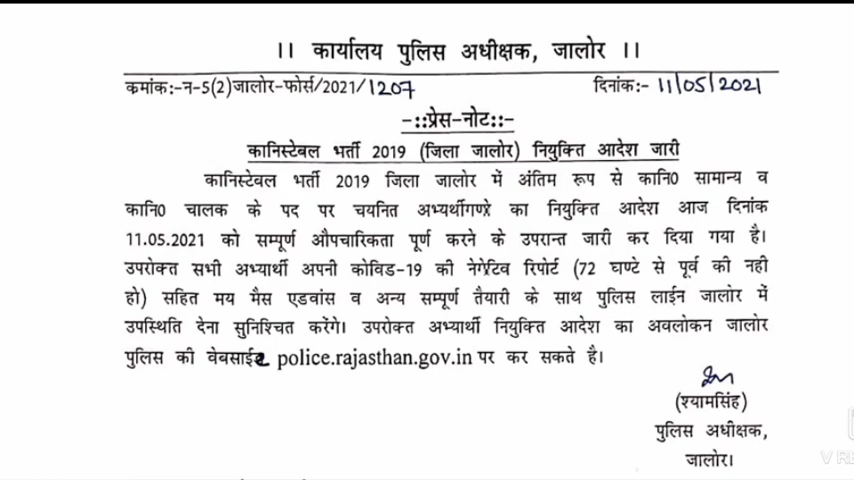 ।। कार्यालय पुलिस अधीक्षक, जालोर ।।
कमांकः-न-5(2)जालोर-फोर्स/2021/1207 दिनांकः- 11/05/2021
-::प्रेस-नोट::-
कानिस्टेबल भर्ती 2019 (जिला जालोर) नियुक्ति आदेश जारी
कानिस्टेवल भर्ती 2019 जिला जालोर में अंतिम रूप से कानि0 सामान्य व
कानि0 चालक के पद पर चयनित अभ्यर्थीगणो का नियुक्ति आदेश आज दिनांक
11.05.2021 को सम्पूर्ण औपचारिकता पूर्ण करने के उपरान्त जारी कर दिया गया है।
उपरोक्त सभी अभ्यार्थी अपनी कोविड-19 की नेगेटिव रिपोर्ट (72 घण्टे से पूर्व की नही
हो) सहित मय मैस एडवांस व अन्य सम्पूर्ण तैयारी के साथ पुलिस लाईन जालोर में
उपस्थिति देना सुनिश्चित करेंगे। उपरोक्त अभ्यार्थी नियुक्ति आदेश का अवलोकन जालोर
पुलिस की वेबसाईट police.rajasthan.gov.in पर कर सकते है।
(श्यामसिंह)
पुलिस अधीक्षक,
जालोर।